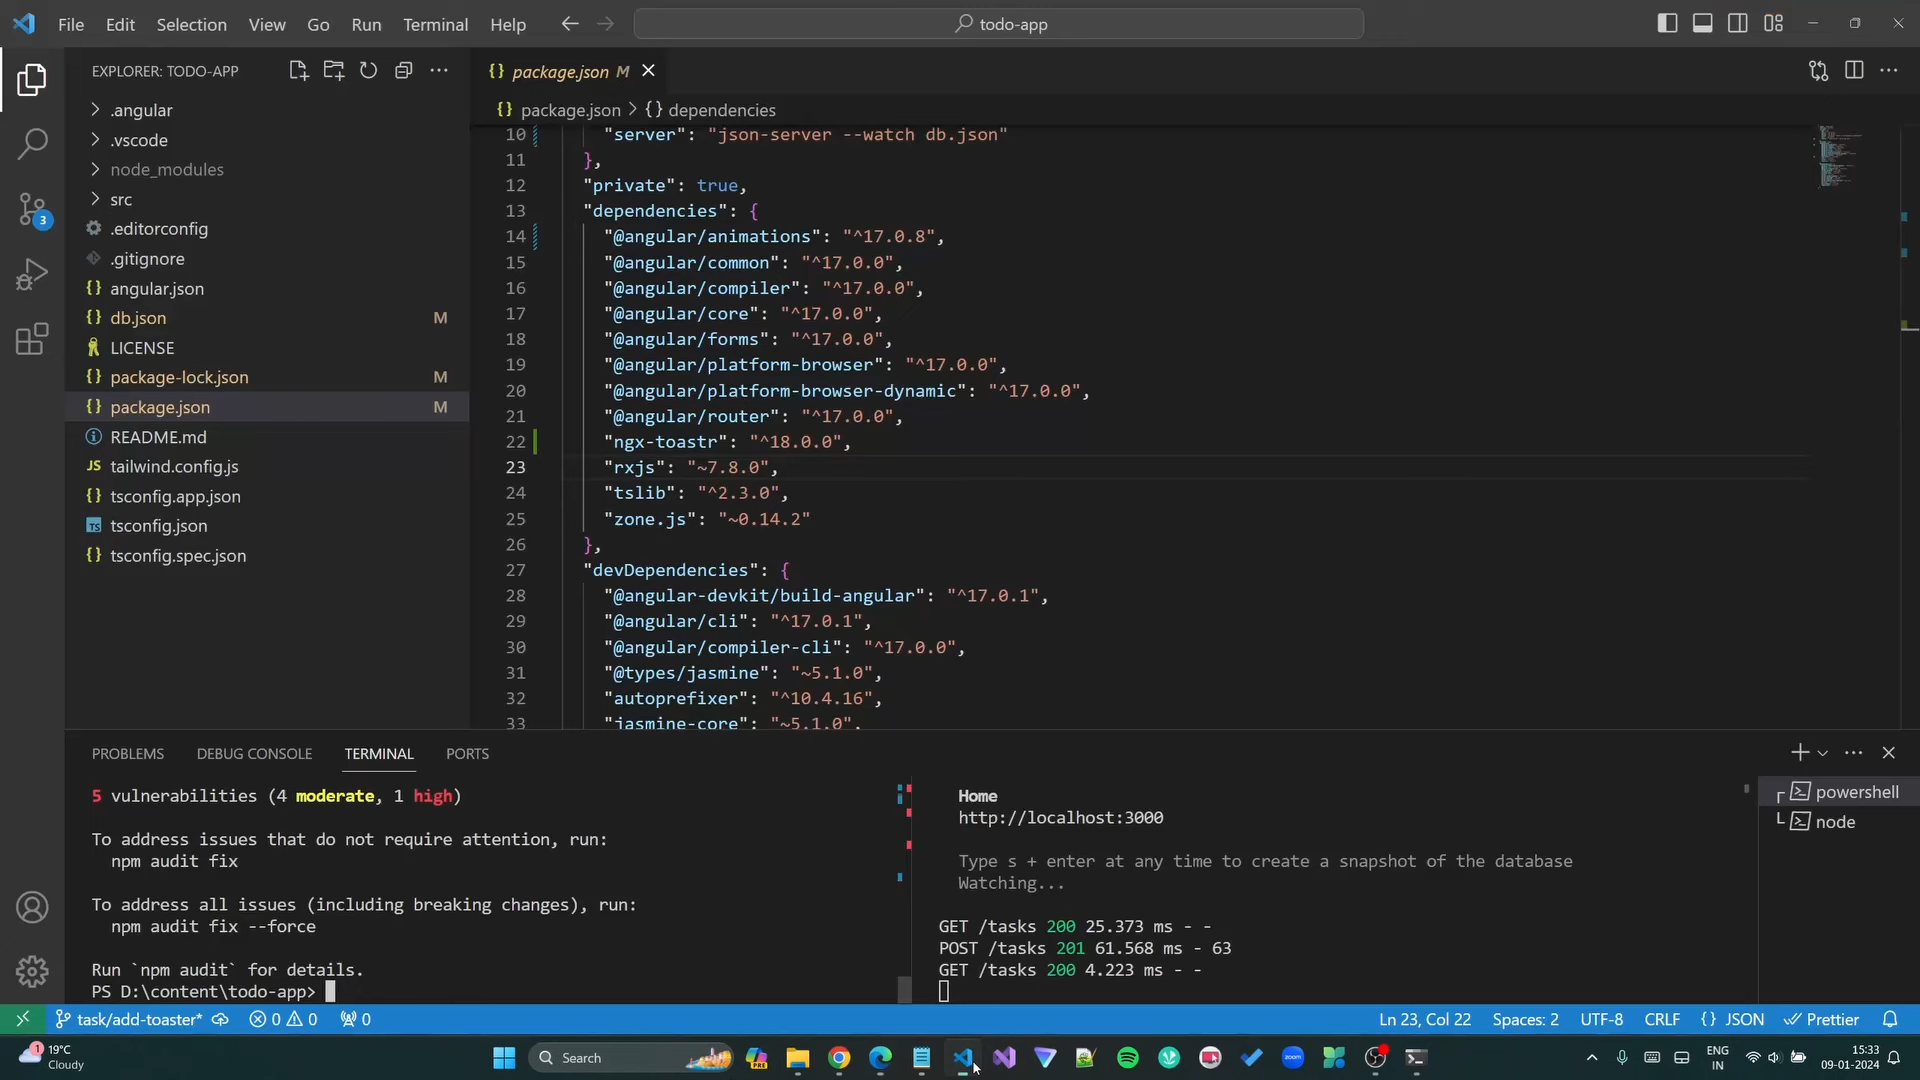 File Edit Selection View Go Run Terminal Help
todo-app
EXPLORER: TODO-APP
.angular
.vscode
node_modules
src
.editorconfig
.gitignore
angular.json
db.json M
LICENSE
package-lock.json M
package.json M
README.md
tailwind.config.js
tsconfig.app.json
tsconfig.json
tsconfig.spec.json
3
{} package.json M
{} package.json > {} dependencies
10 "server": "json-server --watch db.json"
11 },
12 "private": true,
13 "dependencies": {
14 "@angular/animations": "^17.0.8",
15 "@angular/common": "^17.0.0",
16 "@angular/compiler": "^17.0.0",
17 "@angular/core": "^17.0.0",
18 "@angular/forms": "^17.0.0",
19 "@angular/platform-browser": "^17.0.0",
20 "@angular/platform-browser-dynamic": "^17.0.0",
21 "@angular/router": "^17.0.0",
22 "ngx-toastr": "^18.0.0",
23 "rxjs": "~7.8.0",
24 "tslib": "^2.3.0",
25 "zone.js": "~0.14.2"
26 },
27 "devDependencies": {
28 "@angular-devkit/build-angular": "^17.0.1",
29 "@angular/cli": "^17.0.1",
30 "@angular/compiler-cli": "^17.0.0",
31 "@types/jasmine": "~5.1.0",
32 "autoprefixer": "^10.4.16",
33 "jasmine-core": "~5.1.0",
PROBLEMS DEBUG CONSOLE TERMINAL PORTS
5 vulnerabilities (4 moderate, 1 high)
To address issues that do not require attention, run:
npm audit fix
To address all issues (including breaking changes), run:
npm audit fix --force
Run `npm audit` for details.
PS D:\content\todo-app>
Home
http://localhost:3000
Type s + enter at any time to create a snapshot of the database
Watching...
GET /tasks 200 25.373 ms - -
POST /tasks 201 61.568 ms - 63
GET /tasks 200 4.223 ms - -
powershell
node
task/add-toaster* 0 0 0
Ln 23, Col 22 Spaces: 2 UTF-8 CRLF {} JSON Prettier
1
19°C
Cloudy
Search
PRE
zoom
ENG
IN
15:33
09-01-2024